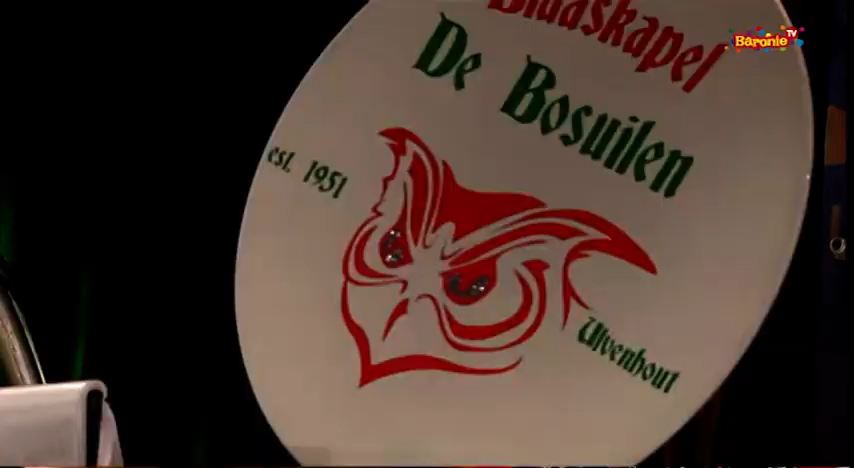 Blaaskapel
De Bosuilen
est. 1951
Ulvenhout
Baronie TV